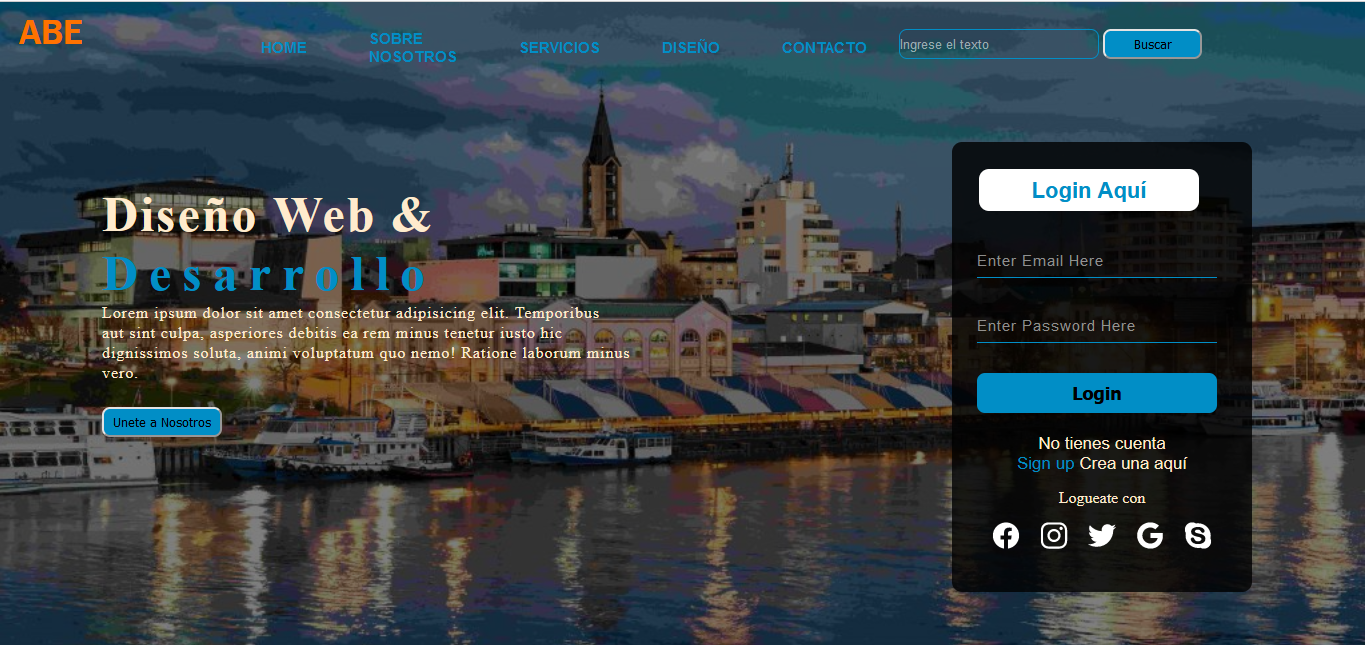 ABE
HOME
SOBRE
NOSOTROS
SERVICIOS
DISEÑO
CONTACTO
Ingrese el texto
Buscar
Diseño Web &
Desarrollo
Lorem ipsum dolor sit amet consectetur adipisicing elit. Temporibus
aut sint culpa, asperiores debitis ea rem minus tenetur iusto hic
dignissimos soluta, animi voluptatum quo nemo! Ratione laborum minus
vero.
Unete a Nosotros
Login Aquí
Enter Email Here
Enter Password Here
Login
No tienes cuenta
Sign up Crea una aquí
Logueate con